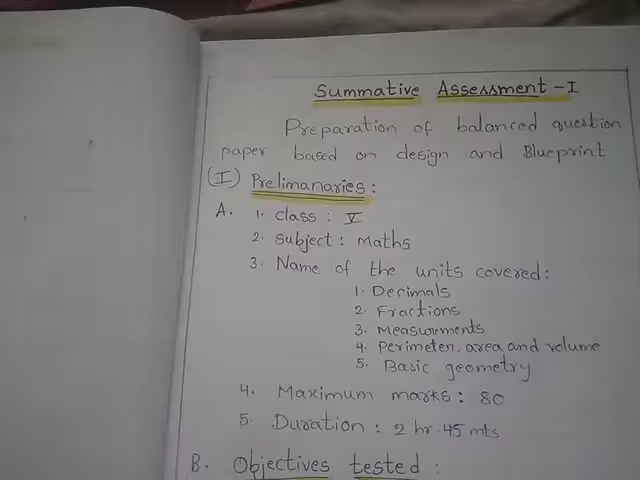 Summative Assessment - I
Preparation of balanced question
paper based on design and Blueprint
(I) Prelimanaries :
A. 1. class : V
2. subject : Maths
3. Name of the units covered :
1. Decimals
2. Fractions
3. Measurements
4. Perimeter, area and volume
5. Basic geometry
4. Maximum marks : 80
5. Duration : 2 hr. 45 mts
B. Objectives tested :